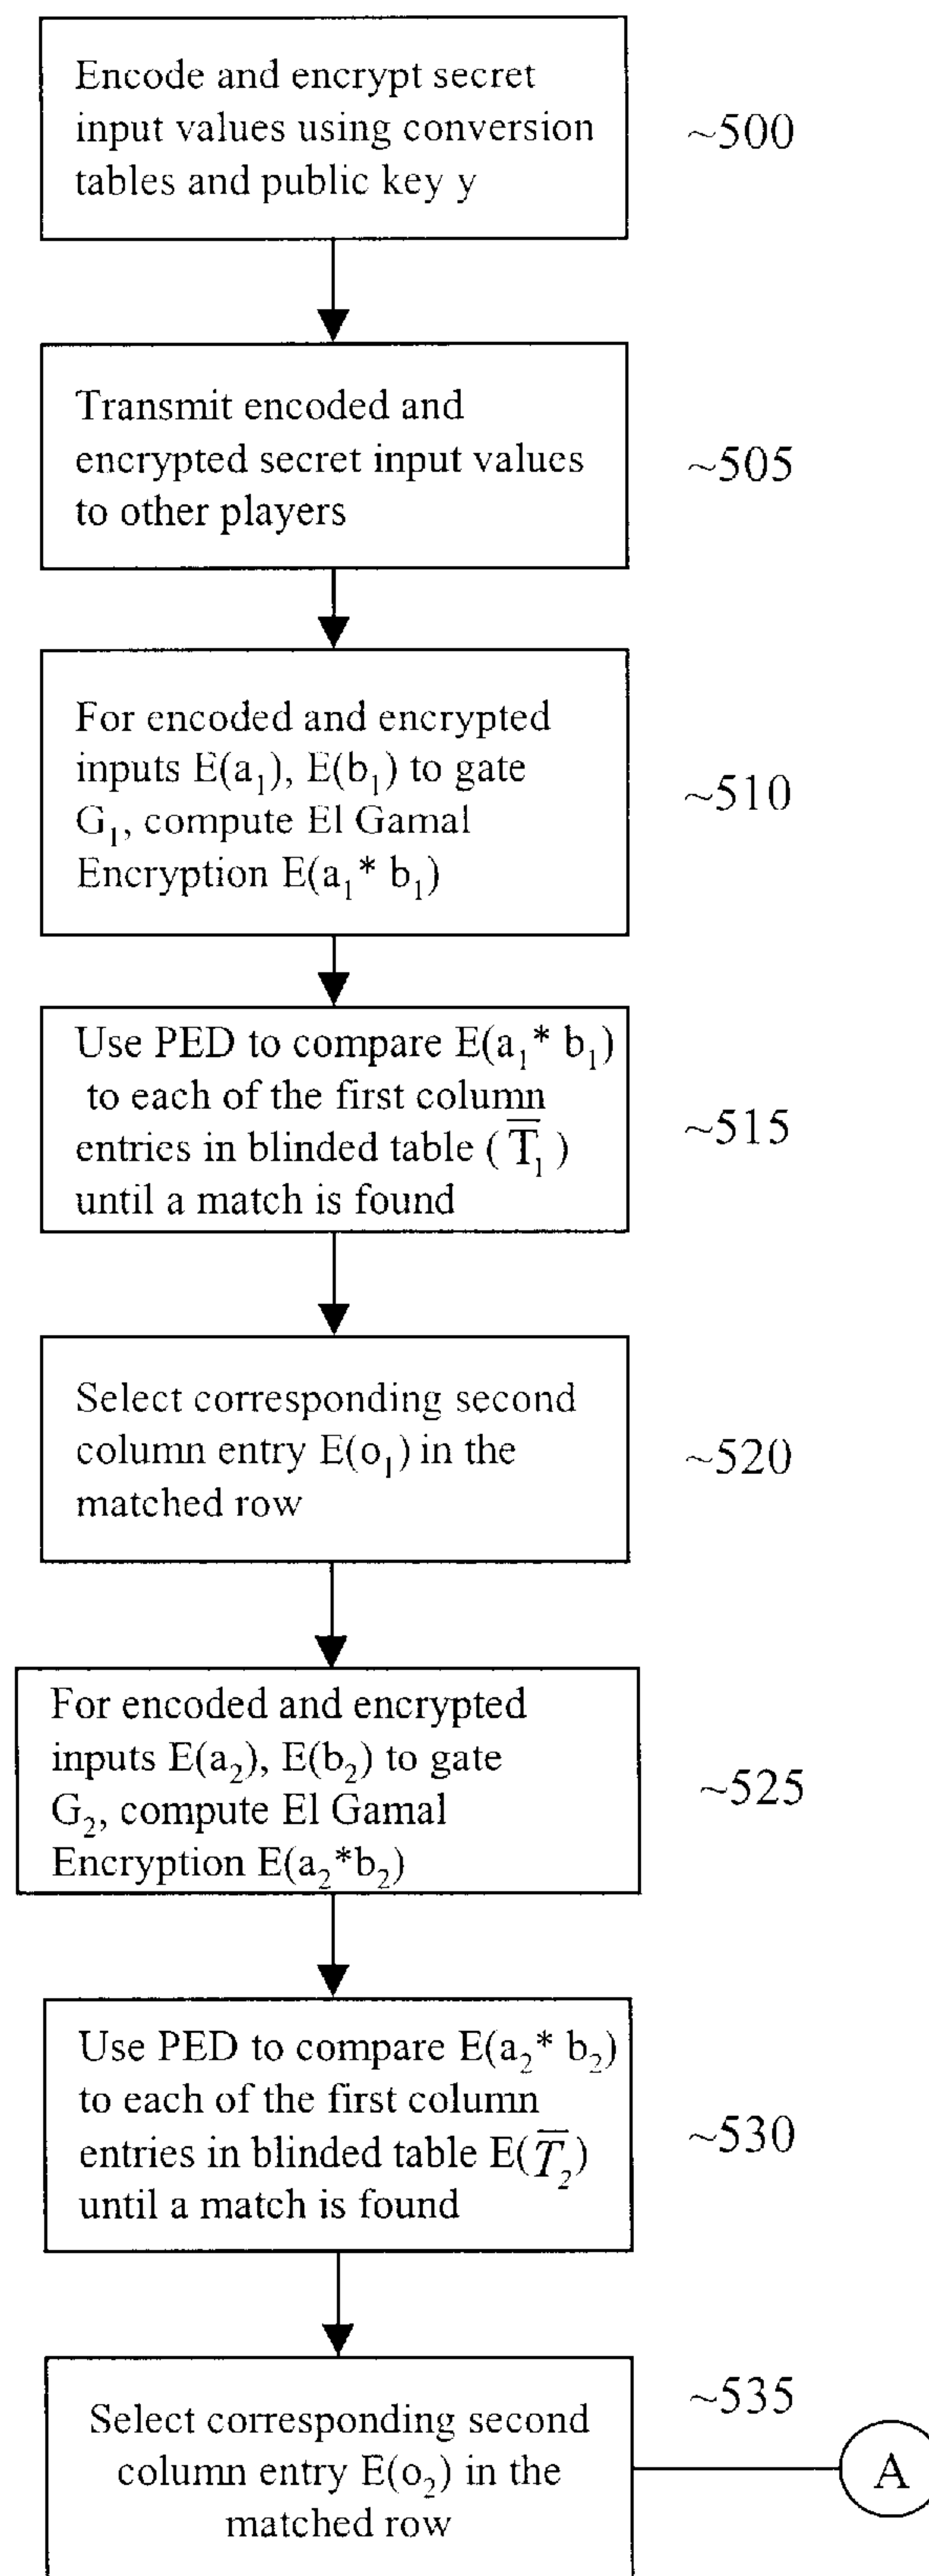 Encode and encrypt secret
input values using conversion
tables and public key y
~500
Transmit encoded and
encrypted secret input values
to other players
~505
For encoded and encrypted
inputs E(a₁), E(b₁) to gate
G₁, compute El Gamal
Encryption E(a₁* b₁)
~510
Use PED to compare E(a₁* b₁)
to each of the first column
entries in blinded table (T̿₁)
until a match is found
~515
Select corresponding second
column entry E(o₁) in the
matched row
~520
For encoded and encrypted
inputs E(a₂), E(b₂) to gate
G₂, compute El Gamal
Encryption E(a₂*b₂)
~525
Use PED to compare E(a₂* b₂)
to each of the first column
entries in blinded table E(T̅₂)
until a match is found
~530
Select corresponding second
column entry E(o₂) in the
matched row
~535
A